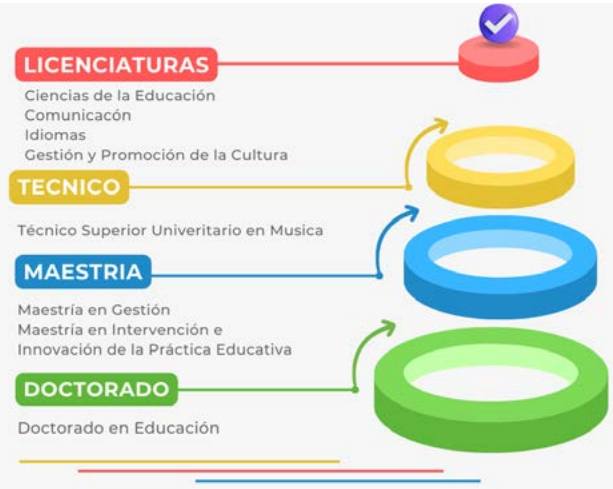 LICENCIATURAS
Ciencias de la Educación
Comunicacón
Idiomas
Gestión y Promoción de la Cultura
TECNICO
Técnico Superior Univeritario en Musica
MAESTRIA
Maestría en Gestión
Maestría en Intervención e
Innovación de la Práctica Educativa
DOCTORADO
Doctorado en Educación